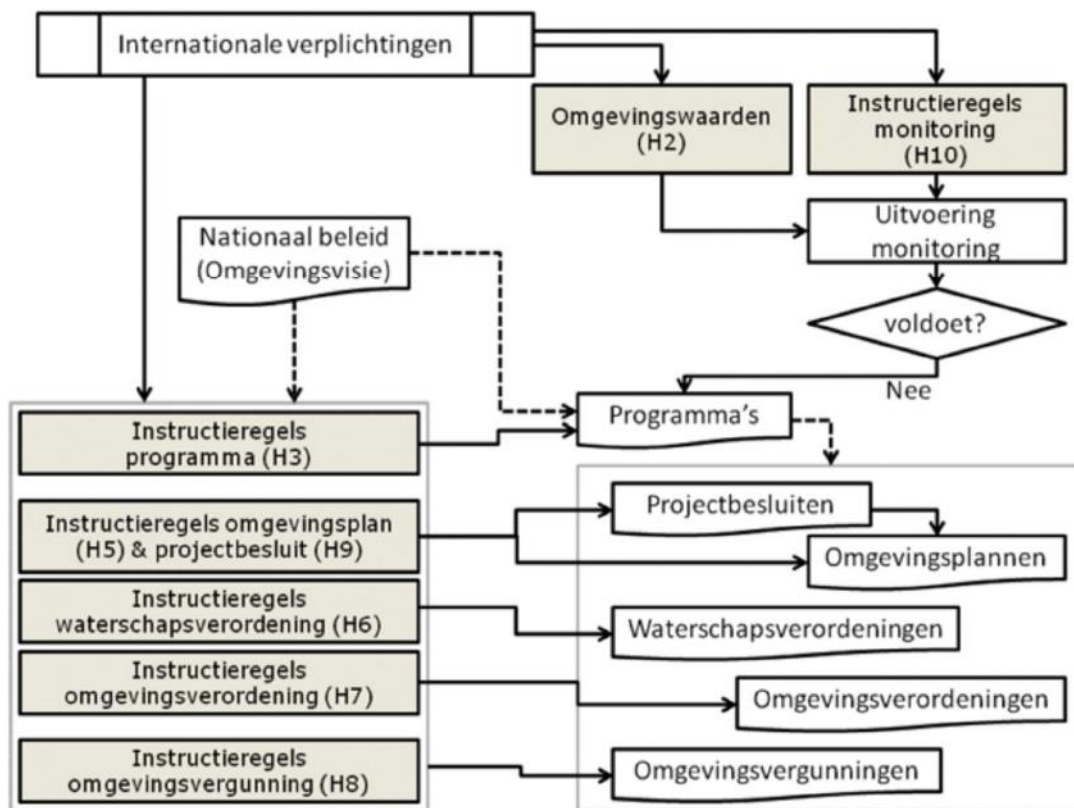 Internationale verplichtingen
Omgevingswaarden
(H2)
Instructieregels
monitoring
(H10)
Uitvoering
monitoring
Nationaal beleid
(Omgevingsvisie)
voldoet?
Nee
Programma's
Instructieregels
programma (H3)
Instructieregels omgevingsplan
(H5) & projectbesluit (H9)
Instructieregels
waterschapsverordening (H6)
Instructieregels
omgevingsverordening (H7)
Instructieregels
omgevingsvergunning (H8)
Projectbesluiten
Omgevingsplannen
Waterschapsverordeningen
Omgevingsverordeningen
Omgevingsvergunningen